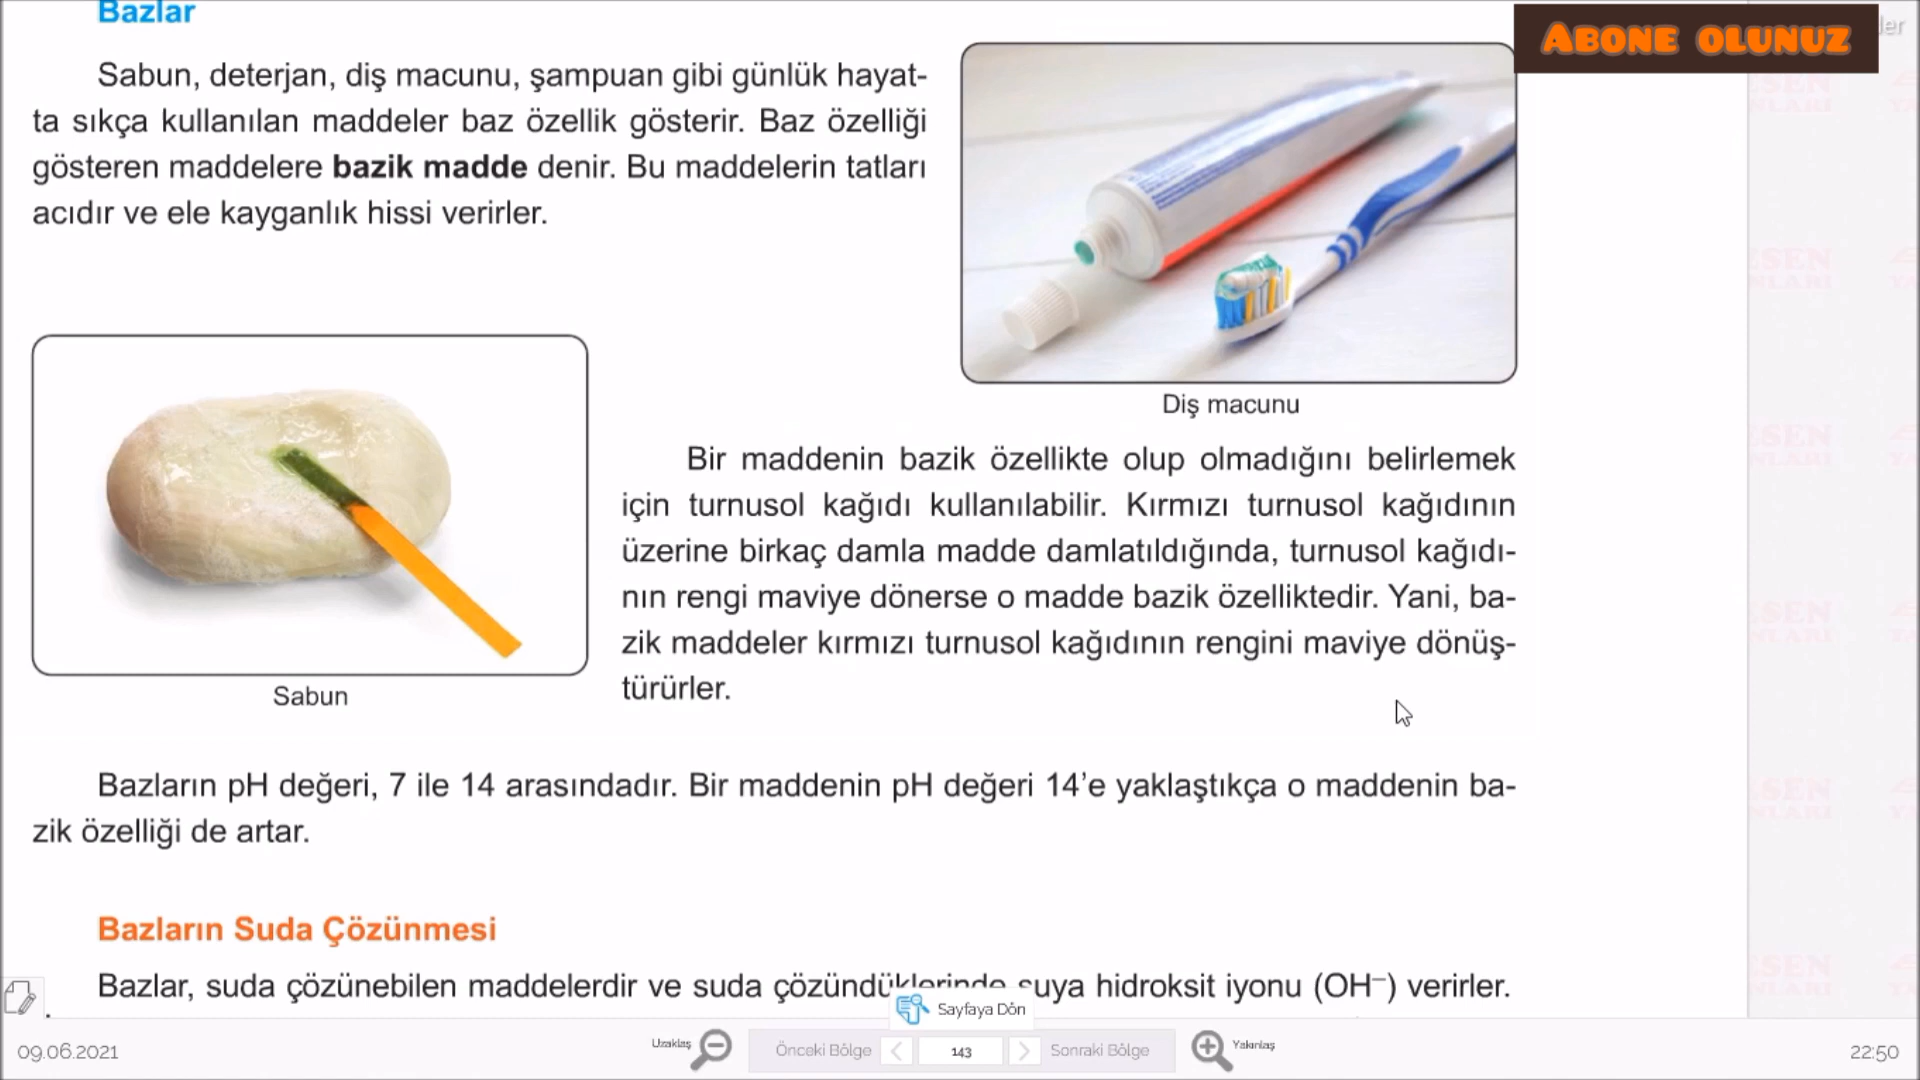 Bazlar
ABONE OLUNUZ
Sabun, deterjan, diş macunu, şampuan gibi günlük hayat-
ta sıkça kullanılan maddeler baz özellik gösterir. Baz özelliği
gösteren maddelere bazik madde denir. Bu maddelerin tatları
acıdır ve ele kayganlık hissi verirler.
Diş macunu
Sabun
Bir maddenin bazik özellikte olup olmadığını belirlemek
için turnusol kağıdı kullanılabilir. Kırmızı turnusol kağıdının
üzerine birkaç damla madde damlatıldığında, turnusol kağıdı-
nın rengi maviye dönerse o madde bazik özelliktedir. Yani, ba-
zik maddeler kırmızı turnusol kağıdının rengini maviye dönüş-
türürler.
Bazların pH değeri, 7 ile 14 arasındadır. Bir maddenin pH değeri 14’e yaklaştıkça o maddenin ba-
zik özelliği de artar.
Bazların Suda Çözünmesi
Bazlar, suda çözünebilen maddelerdir ve suda çözündüklerinde suya hidroksit iyonu (OH⁻) verirler.
Sayfaya Dön
09.06.2021
Uzaklaş
Önceki Bölge
143
Sonraki Bölge
Yakınlaş
22:50